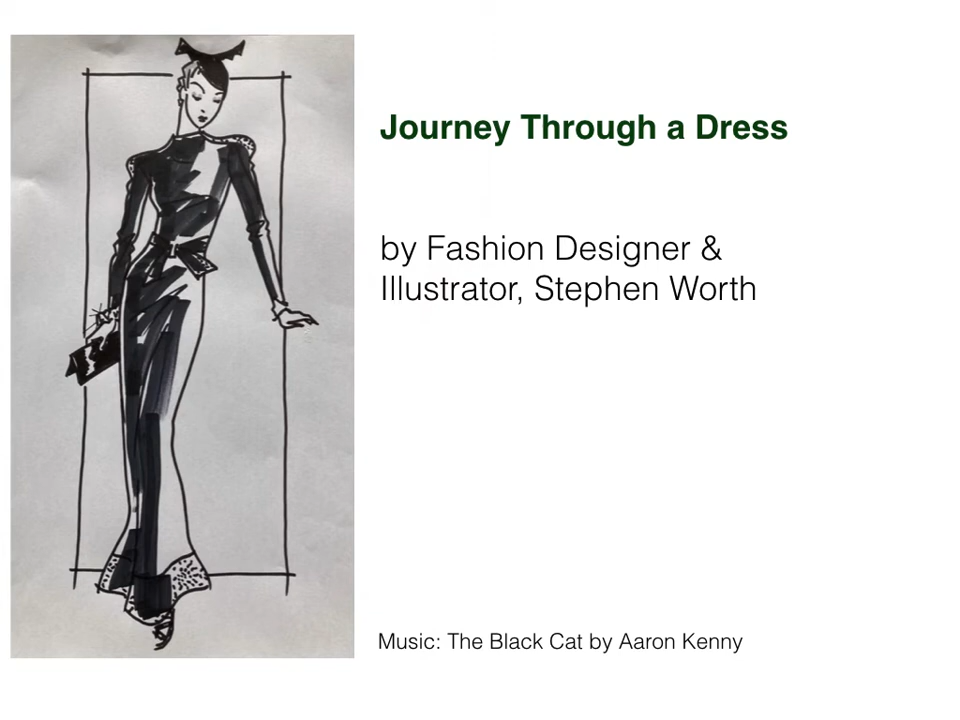 Journey Through a Dress
by Fashion Designer &
Illustrator, Stephen Worth
Music: The Black Cat by Aaron Kenny